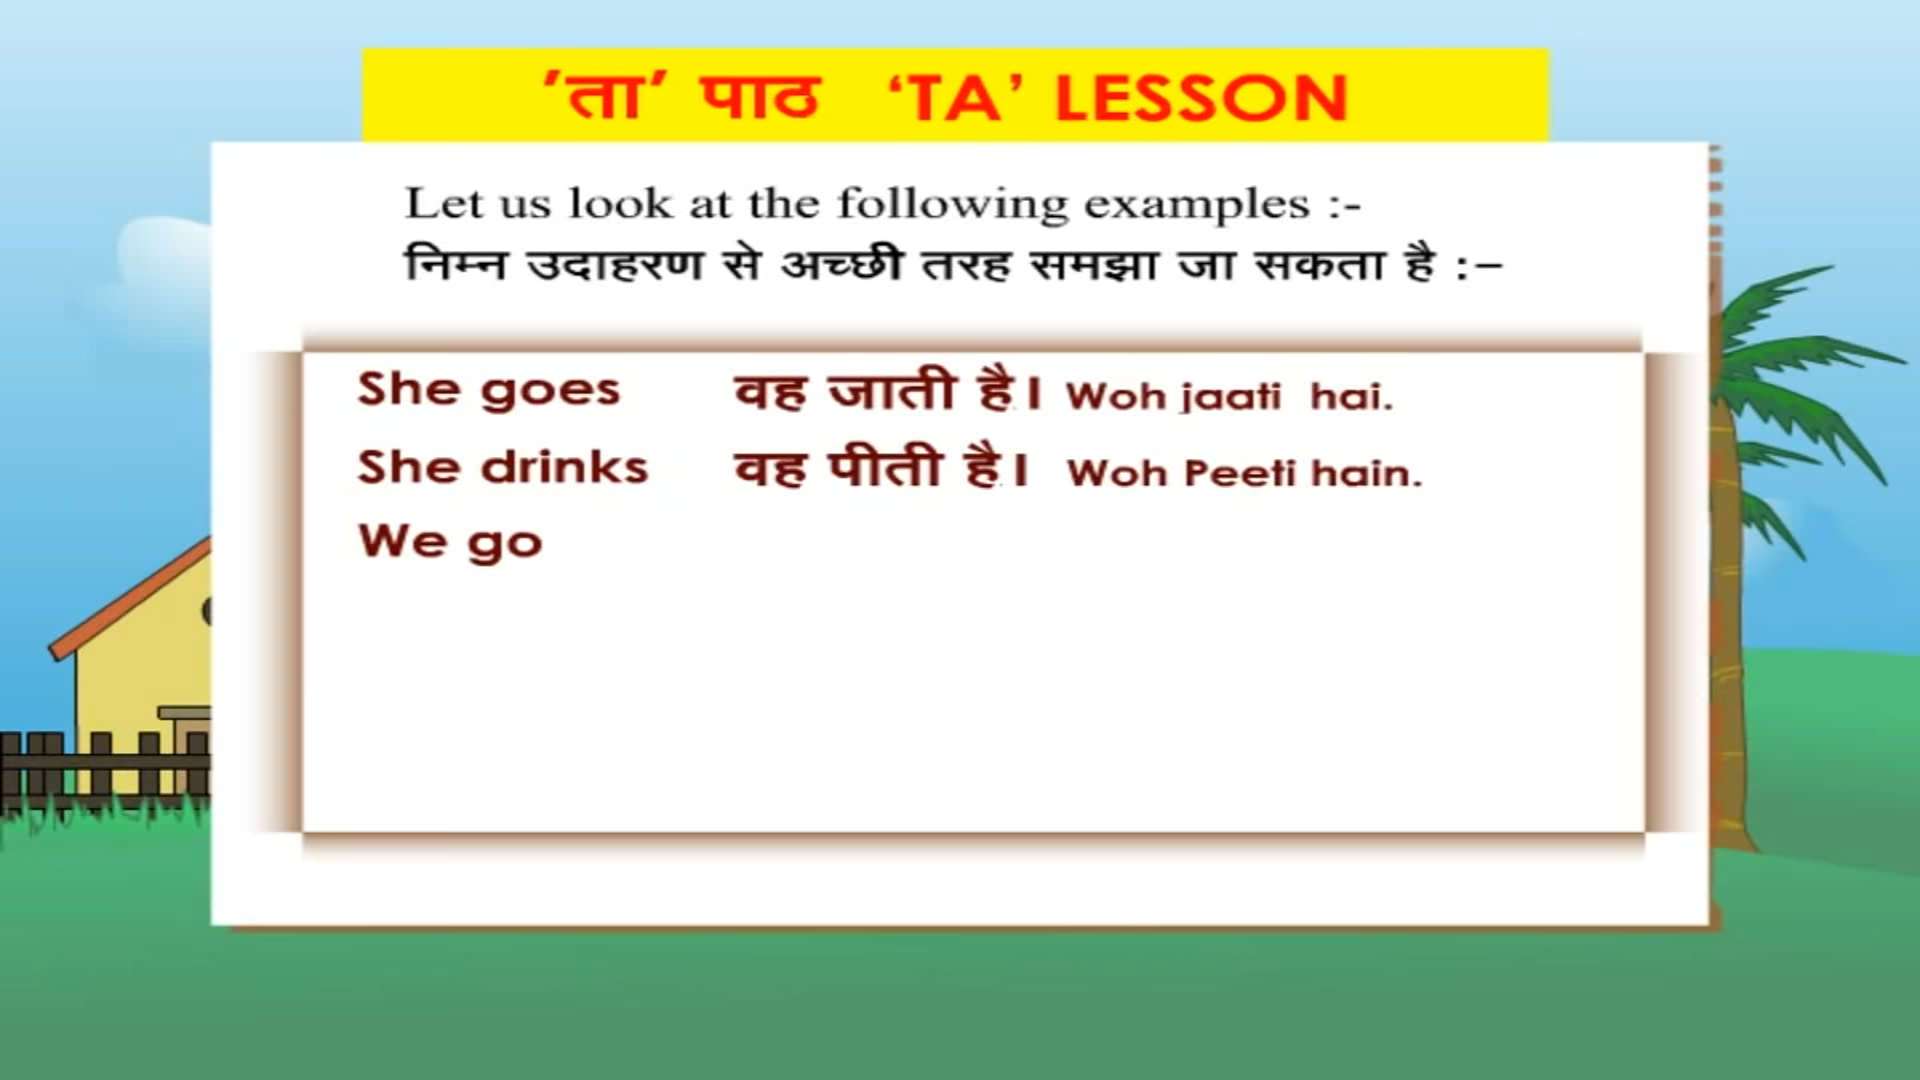 'ता' पाठ ‘TA’ LESSON
Let us look at the following examples :-
निम्न उदाहरण से अच्छी तरह समझा जा सकता है :–
She goes वह जाती है। Woh jaati hai.
She drinks वह पीती है। Woh Peeti hain.
We go